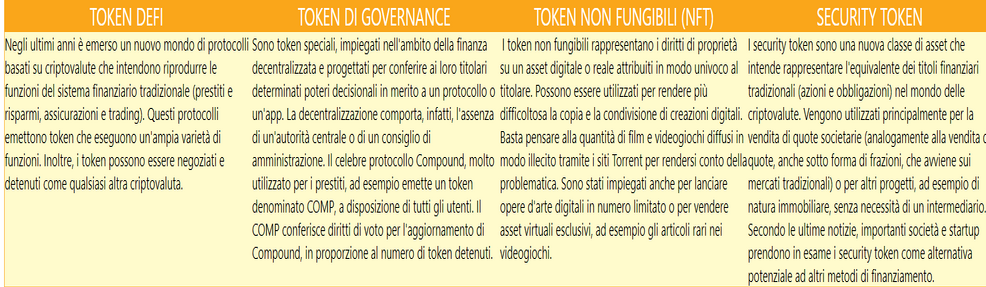 TOKEN DEFI
Negli ultimi anni è emerso un nuovo mondo di protocolli
basati su criptovalute che intendono riprodurre le
funzioni del sistema finanziario tradizionale (prestiti e
risparmi, assicurazioni e trading). Questi protocolli
emettono token che eseguono un'ampia varietà di
funzioni. Inoltre, i token possono essere negoziati e
detenuti come qualsiasi altra criptovaluta.
TOKEN DI GOVERNANCE
Sono token speciali, impiegati nell'ambito della finanza
decentralizzata e progettati per conferire ai loro titolari
determinati poteri decisionali in merito a un protocollo o
un'app. La decentralizzazione comporta, infatti, l'assenza
di un'autorità centrale o di un consiglio di
amministrazione. Il celebre protocollo Compound, molto
utilizzato per i prestiti, ad esempio emette un token
denominato COMP, a disposizione di tutti gli utenti. Il
COMP conferisce diritti di voto per l'aggiornamento di
Compound, in proporzione al numero di token detenuti.
TOKEN NON FUNGIBILI (NFT)
I token non fungibili rappresentano i diritti di proprietà
su un asset digitale o reale attribuiti in modo univoco al
titolare. Possono essere utilizzati per rendere più
difficoltosa la copia e la condivisione di creazioni digitali.
Basta pensare alla quantità di film e videogiochi diffusi in
modo illecito tramite i siti Torrent per rendersi conto della
problematica. Sono stati impiegati anche per lanciare
opere d'arte digitali in numero limitato o per vendere
asset virtuali esclusivi, ad esempio gli articoli rari nei
videogiochi.
SECURITY TOKEN
I security token sono una nuova classe di asset che
intende rappresentare l'equivalente dei titoli finanziari
tradizionali (azioni e obbligazioni) nel mondo delle
criptovalute. Vengono utilizzati principalmente per la
vendita di quote societarie (analogamente alla vendita
quote, anche sotto forma di frazioni, che avviene sui
mercati tradizionali) o per altri progetti, ad esempio di
natura immobiliare, senza necessità di un intermediario.
Secondo le ultime notizie, importanti società e startup
prendono in esame i security token come alternativa
potenziale ad altri metodi di finanziamento.